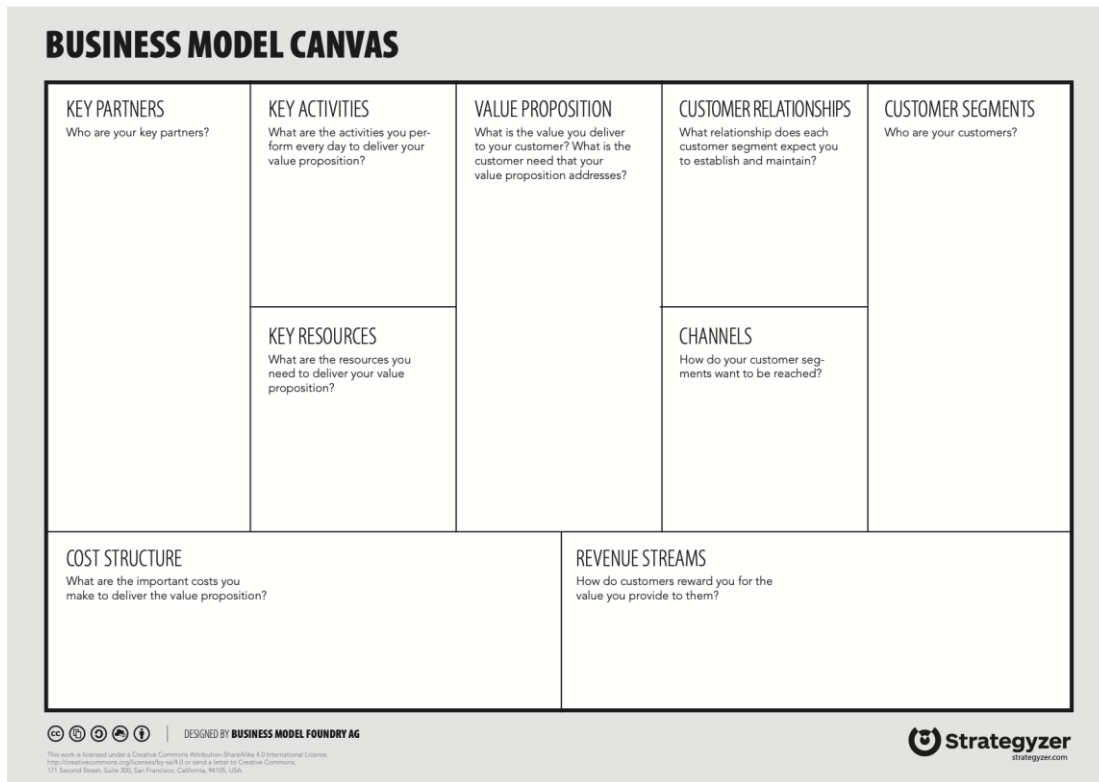 BUSINESS MODEL CANVAS
KEY PARTNERS
Who are your key partners?
KEY ACTIVITIES
What are the activities you per-
form every day to deliver your
value proposition?
KEY RESOURCES
What are the resources you
need to deliver your value
proposition?
VALUE PROPOSITION
What is the value you deliver
to your customer? What is the
customer need that your
value proposition addresses?
CUSTOMER RELATIONSHIPS
What relationship does each
customer segment expect you
to establish and maintain?
CHANNELS
How do your customer seg-
ments want to be reached?
CUSTOMER SEGMENTS
Who are your customers?
COST STRUCTURE
What are the important costs you
make to deliver the value proposition?
REVENUE STREAMS
How do customers reward you for the
value you provide to them?
cc
DESIGNED BY BUSINESS MODEL FOUNDRY AG
This work is licensed under a Creative Commons Attribution-ShareAlike 4.0 International License.
http://creativecommons.org/licenses/by-sa/4.0 or send a letter to Creative Commons,
171 Second Street, Suite 300, San Francisco, California, 94105, USA.
Strategyzer
strategyzer.com